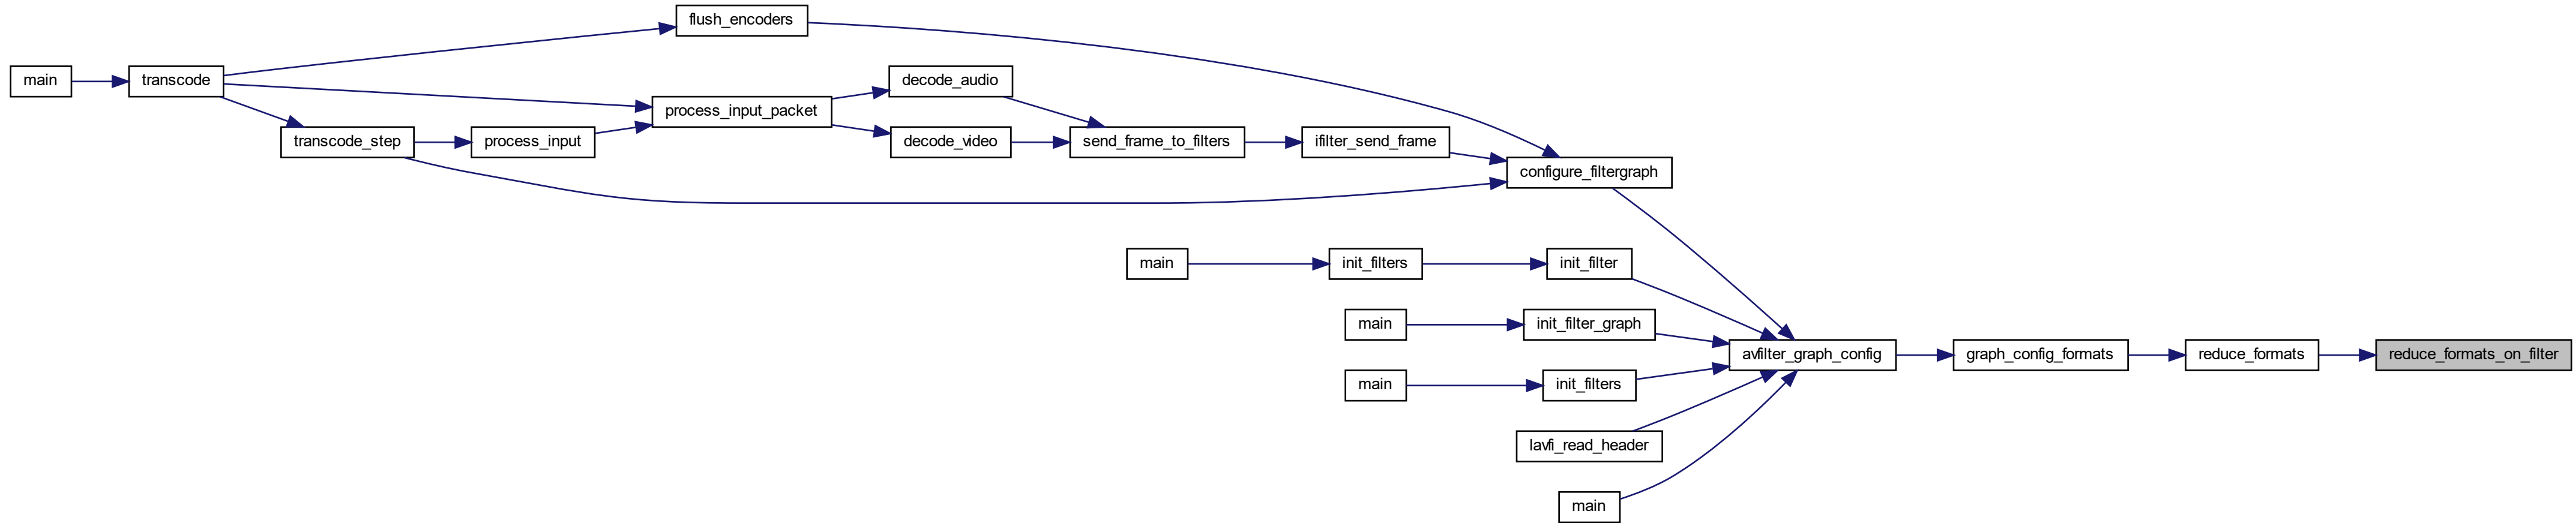 flush_encoders
main
transcode
decode_audio
process_input_packet
transcode_step
process_input
decode_video
send_frame_to_filters
ifilter_send_frame
configure_filtergraph
main
init_filters
init_filter
main
init_filter_graph
avfilter_graph_config
graph_config_formats
reduce_formats
reduce_formats_on_filter
main
init_filters
lavfi_read_header
main